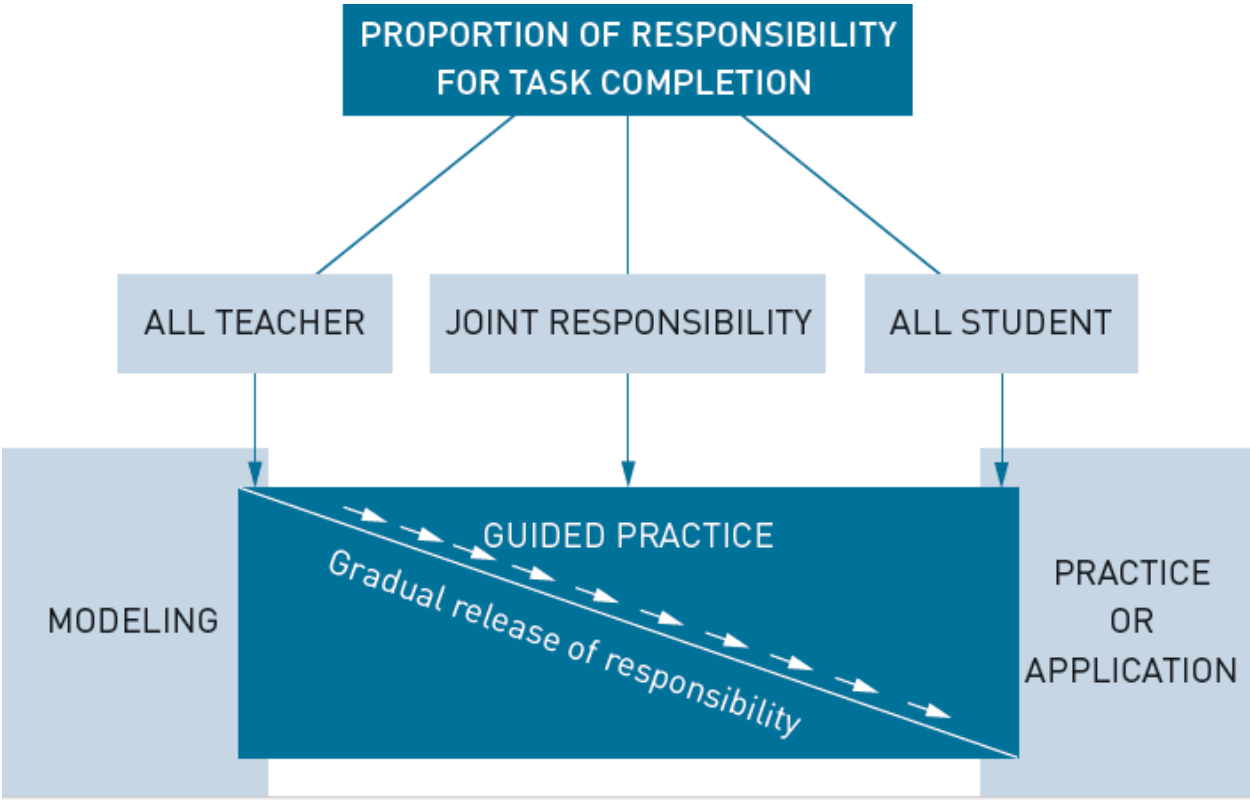 PROPORTION OF RESPONSIBILITY
FOR TASK COMPLETION
ALL TEACHER
JOINT RESPONSIBILITY
ALL STUDENT
MODELING
GUIDED PRACTICE
Gradual release of responsibility
PRACTICE
OR
APPLICATION